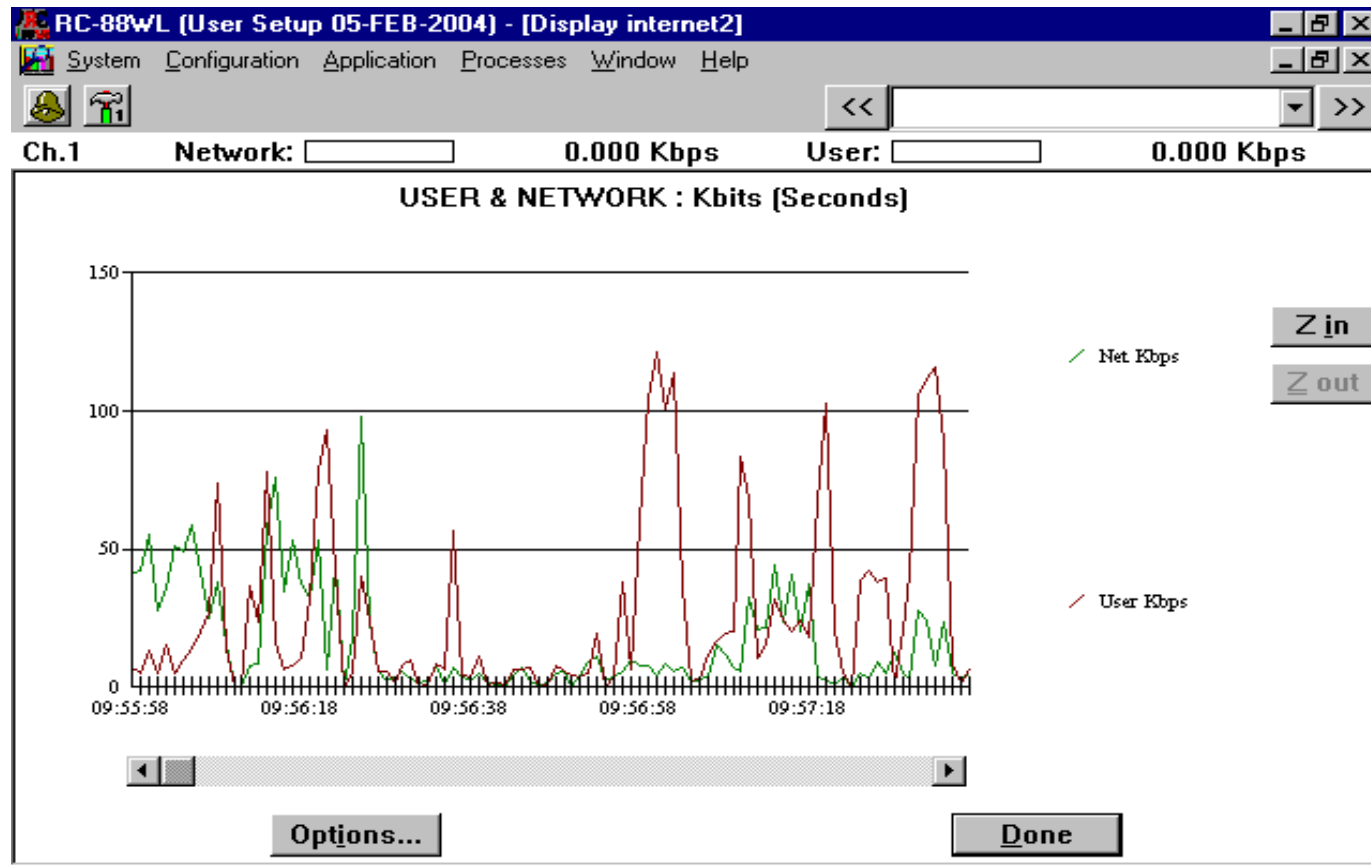 RC-88WL (User Setup 05-FEB-2004) - [Display internet2]
System Configuration Application Processes Window Help
1 << >>
Ch.1 Network: 0.000 Kbps User: 0.000 Kbps
USER & NETWORK : Kbits (Seconds)
150
Z in
Net Kbps
Z out
100
50
User Kbps
0
09:55:58 09:56:18 09:56:38 09:56:58 09:57:18
Options... Done